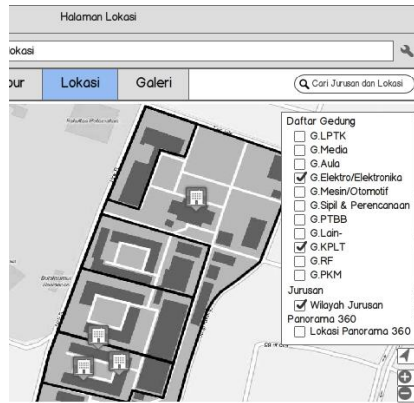 Halaman Lokasi
lokasi
our
Lokasi
Galeri
Cari Jurusan dan Lokasi
Daftar Gedung
G.LPTK
G.Media
G.Aula
G.Elektro/Elektronika
G.Mesin/Otomotif
G.Sipil & Perencanaan
G.PTBB
G.Lain-
G.KPLT
G.RF
G.PKM
Jurusan
Wilayah Jurusan
Panorama 360
Lokasi Panorama 360